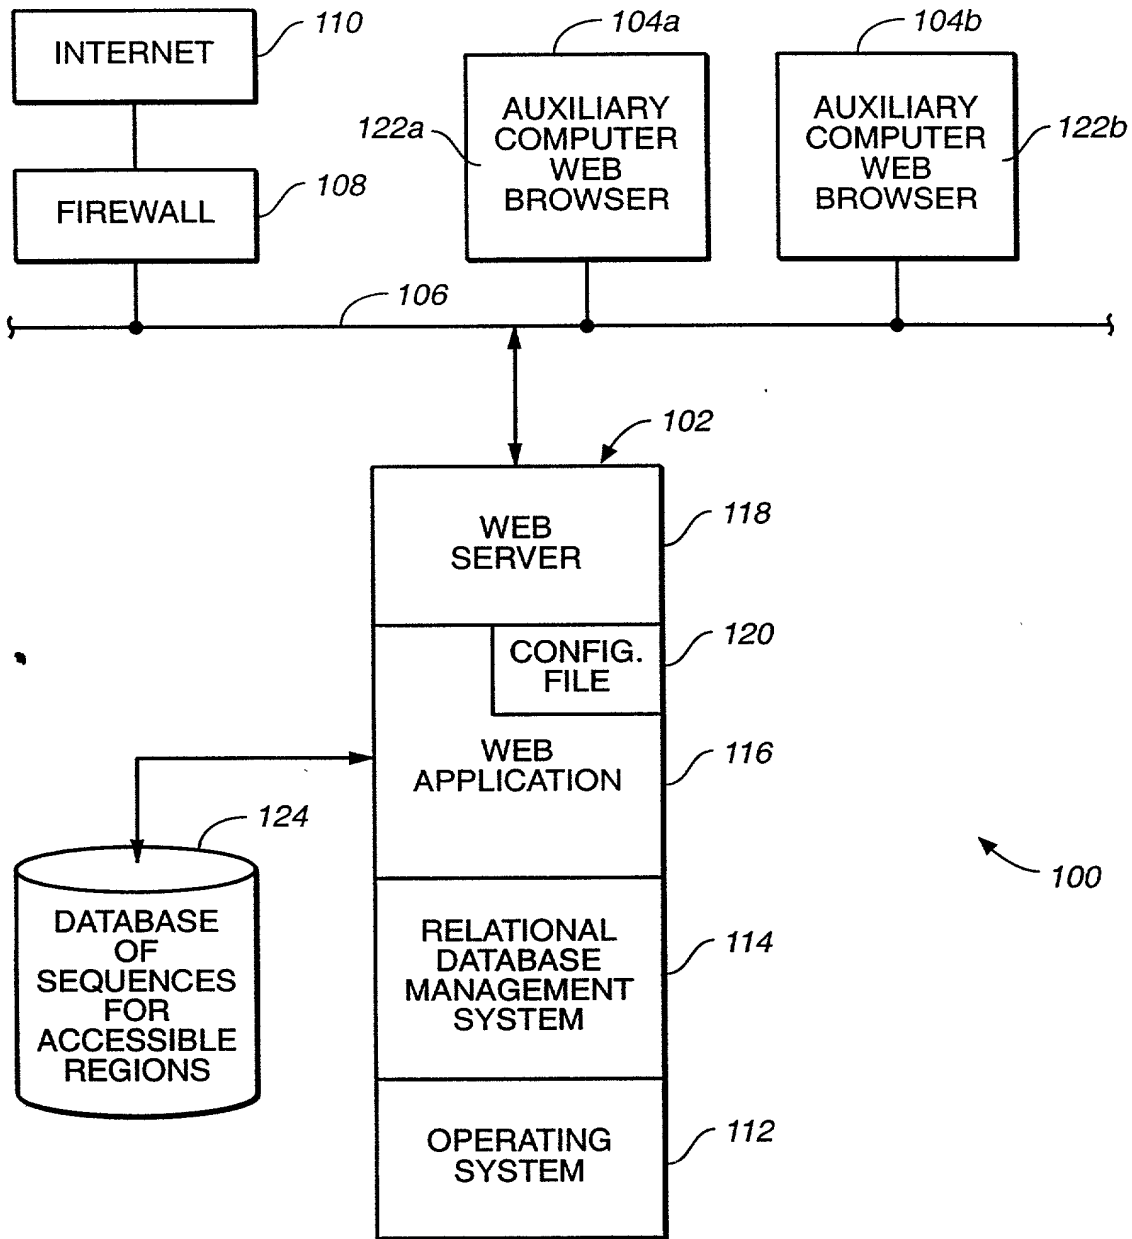 INTERNET
110
FIREWALL
108
104a
122a
AUXILIARY
COMPUTER
WEB
BROWSER
104b
AUXILIARY
COMPUTER
WEB
BROWSER
122b
106
102
WEB
SERVER
118
CONFIG.
FILE
120
WEB
APPLICATION
116
124
DATABASE
OF
SEQUENCES
FOR
ACCESSIBLE
REGIONS
100
RELATIONAL
DATABASE
MANAGEMENT
SYSTEM
114
OPERATING
SYSTEM
112